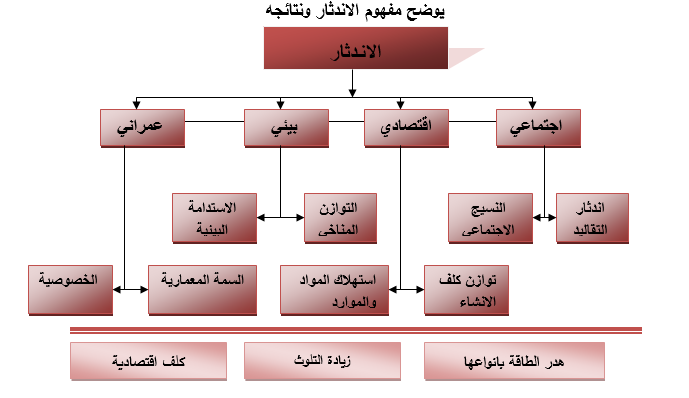 يوضح مفهوم الاندثار ونتائجه
الاندثار
اجتماعي
اقتصادي
بيئي
عمراني
اندثار
التقاليد
النسيج
الاجتماعي
التوازن
المناخي
الاستدامة
البينية
توازن كلف
الانشاء
استهلاك المواد
والموارد
السمة المعمارية
الخصوصية
هدر الطاقة بانواعها
زيادة التلوث
كلف اقتصادية